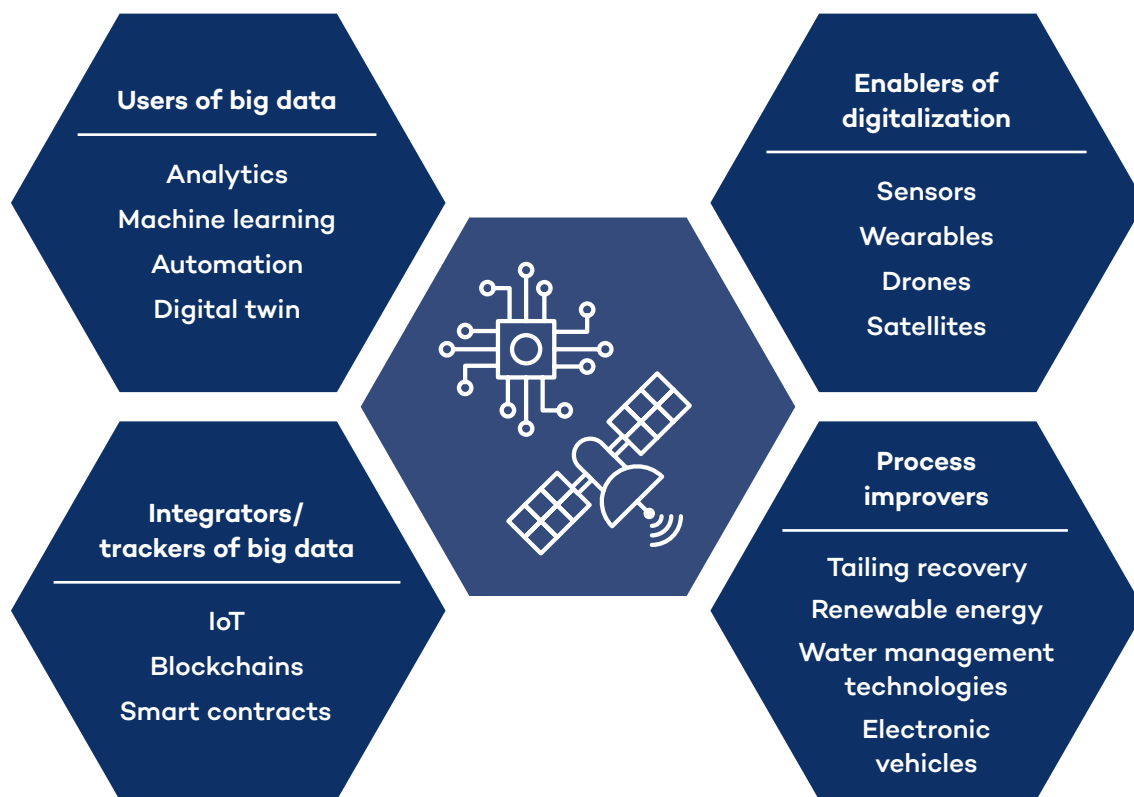 Users of big data
Analytics
Machine learning
Automation
Digital twin
Enablers of
digitalization
Sensors
Wearables
Drones
Satellites
Integrators/
trackers of big data
IoT
Blockchains
Smart contracts
Process
improvers
Tailing recovery
Renewable energy
Water management
technologies
Electronic
vehicles